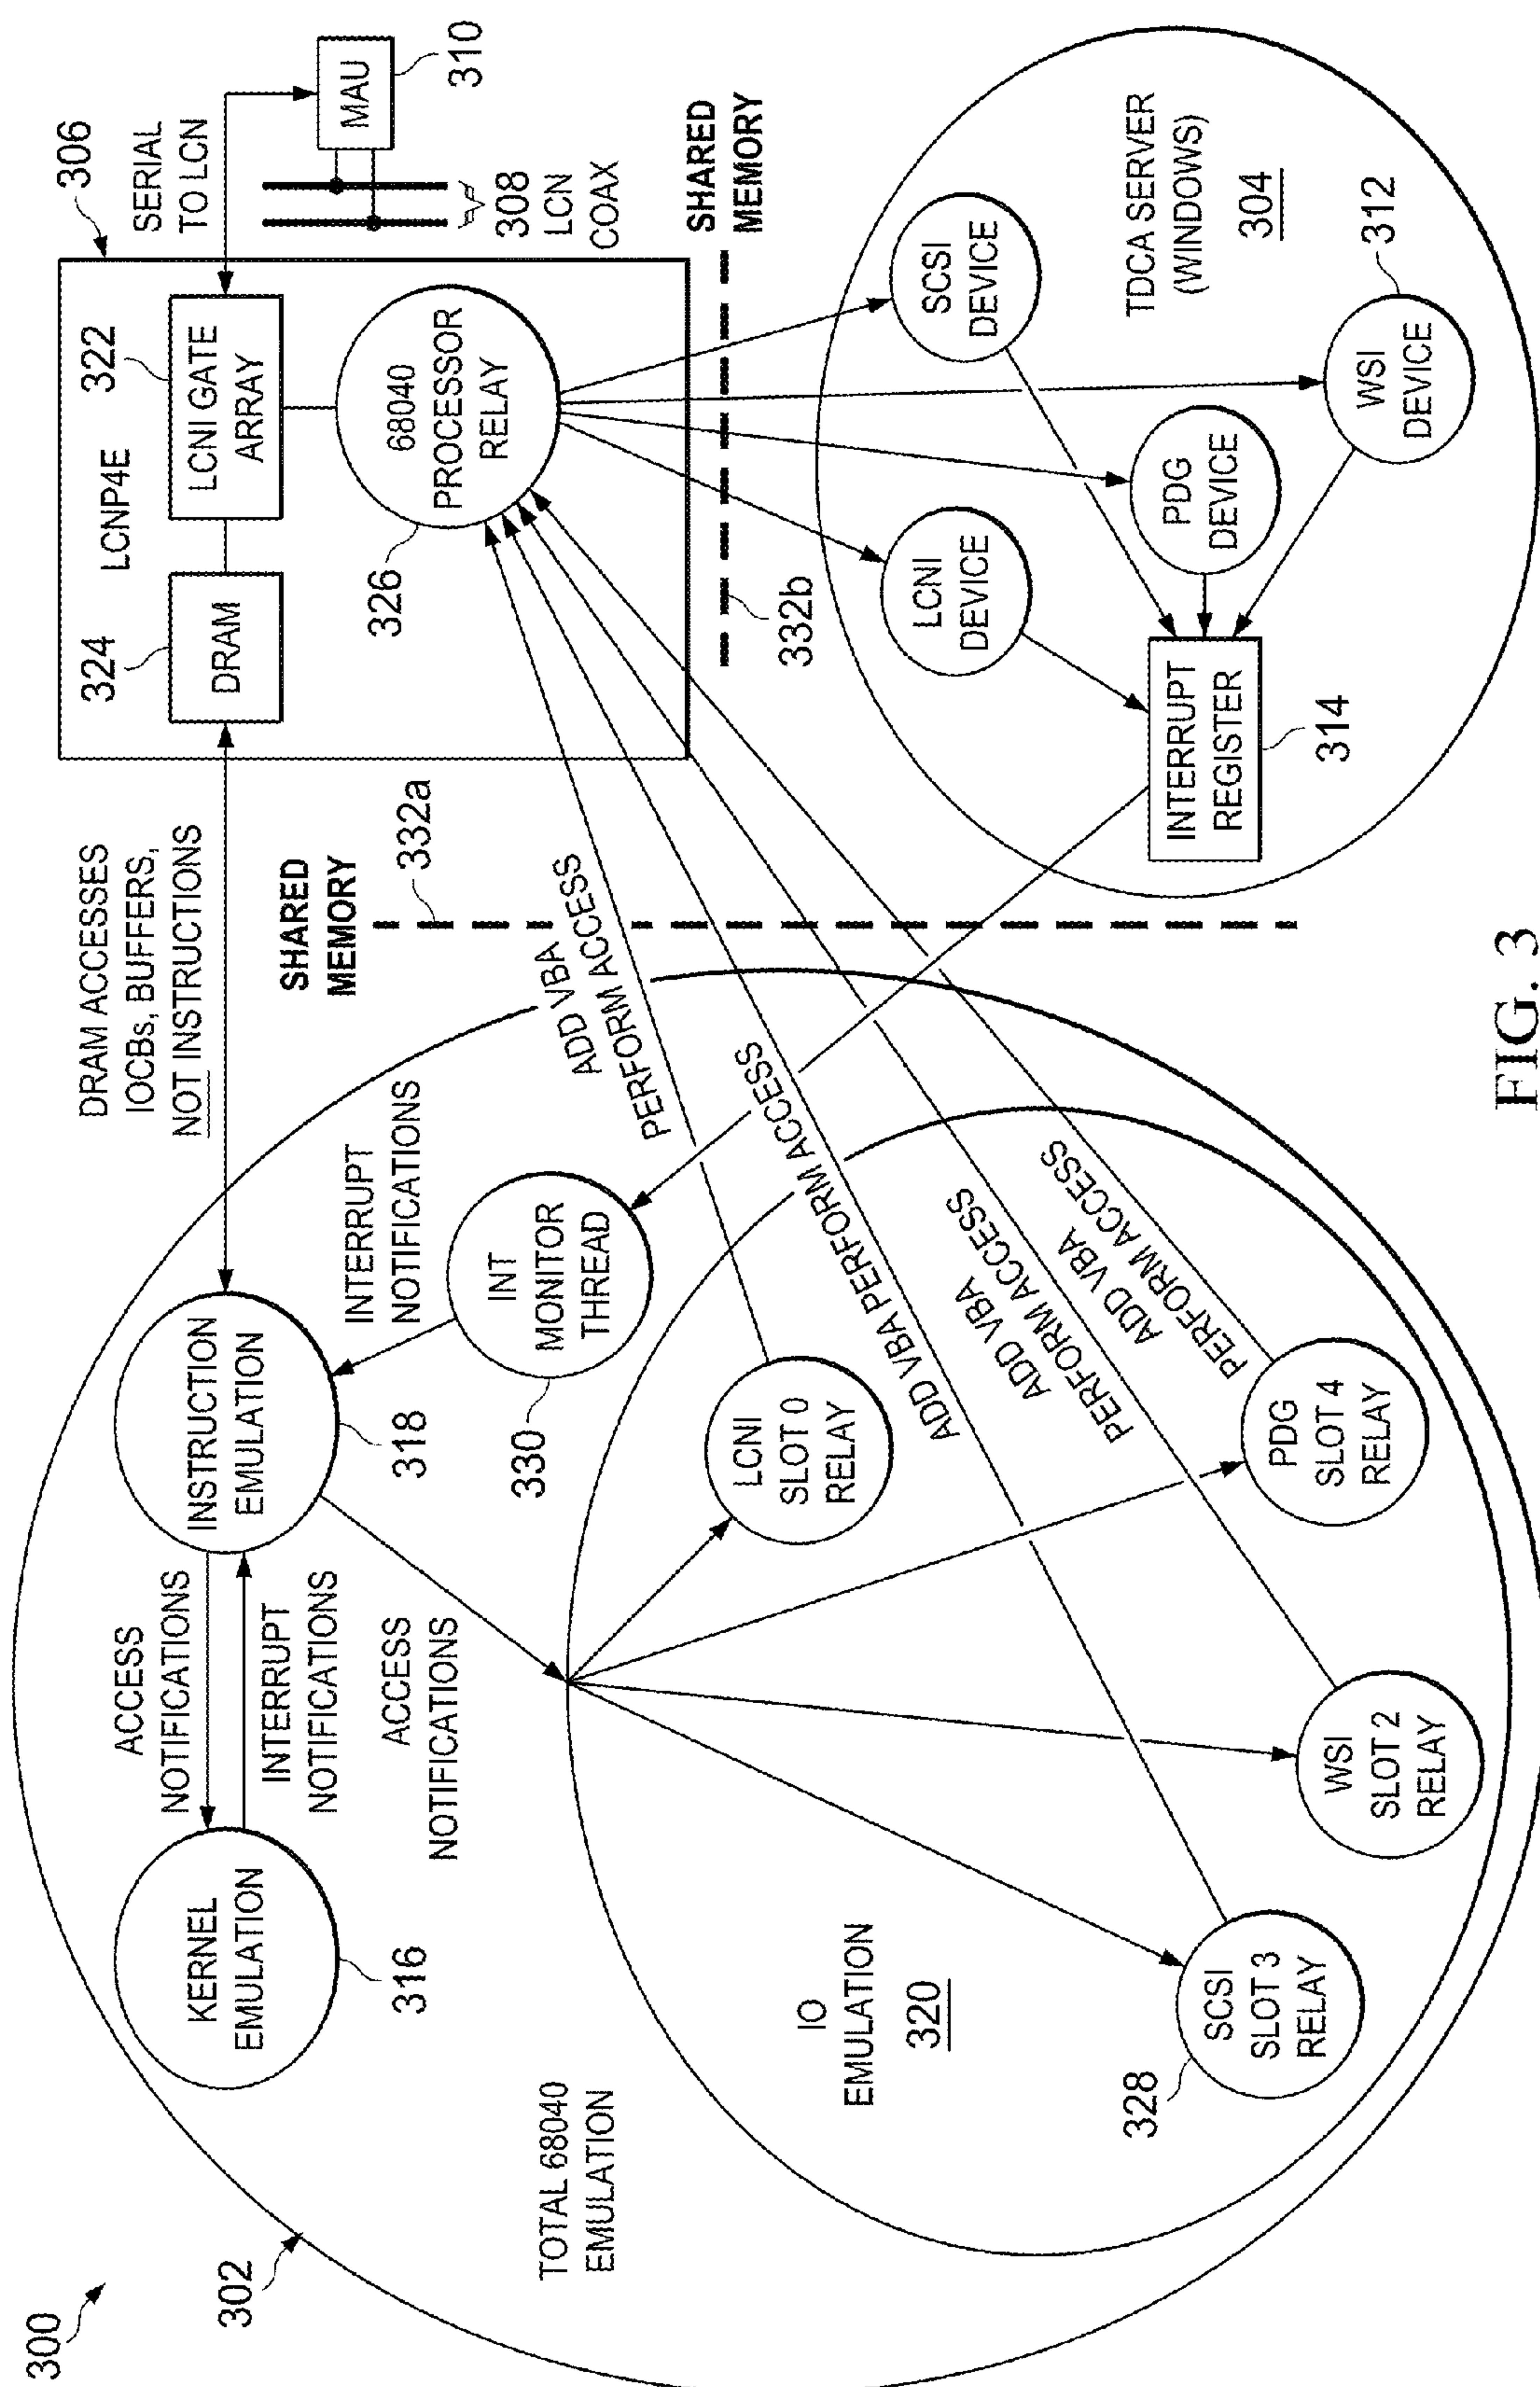 300
302
TOTAL 68040
EMULATION
KERNEL
EMULATION
316
ACCESS
NOTIFICATIONS
INTERRUPT
NOTIFICATIONS
INSTRUCTION
EMULATION
318
ACCESS
NOTIFICATIONS
INTERRUPT
NOTIFICATIONS
INT
MONITOR
THREAD
330
IO
EMULATION
320
SCSI
SLOT 3
RELAY
328
WSI
SLOT 2
RELAY
PDG
SLOT 4
RELAY
LCNI
SLOT 0
RELAY
ADD VBA
PERFORM ACCESS
ADD VBA PERFORM ACCESS
ADD VBA
PERFORM ACCESS
ADD VBA
PERFORM ACCESS
DRAM ACCESSES
IOCBs, BUFFERS,
NOT INSTRUCTIONS
SHARED
MEMORY
332a
306
LCNP4E
324
DRAM
322
LCNI GATE
ARRAY
68040
PROCESSOR
RELAY
326
SERIAL
TO LCN
MAU
310
308
LCN
COAX
SHARED
MEMORY
332b
TDCA SERVER
(WINDOWS)
304
LCNI
DEVICE
SCSI
DEVICE
PDG
DEVICE
WSI
DEVICE
312
INTERRUPT
REGISTER
314
FIG. 3